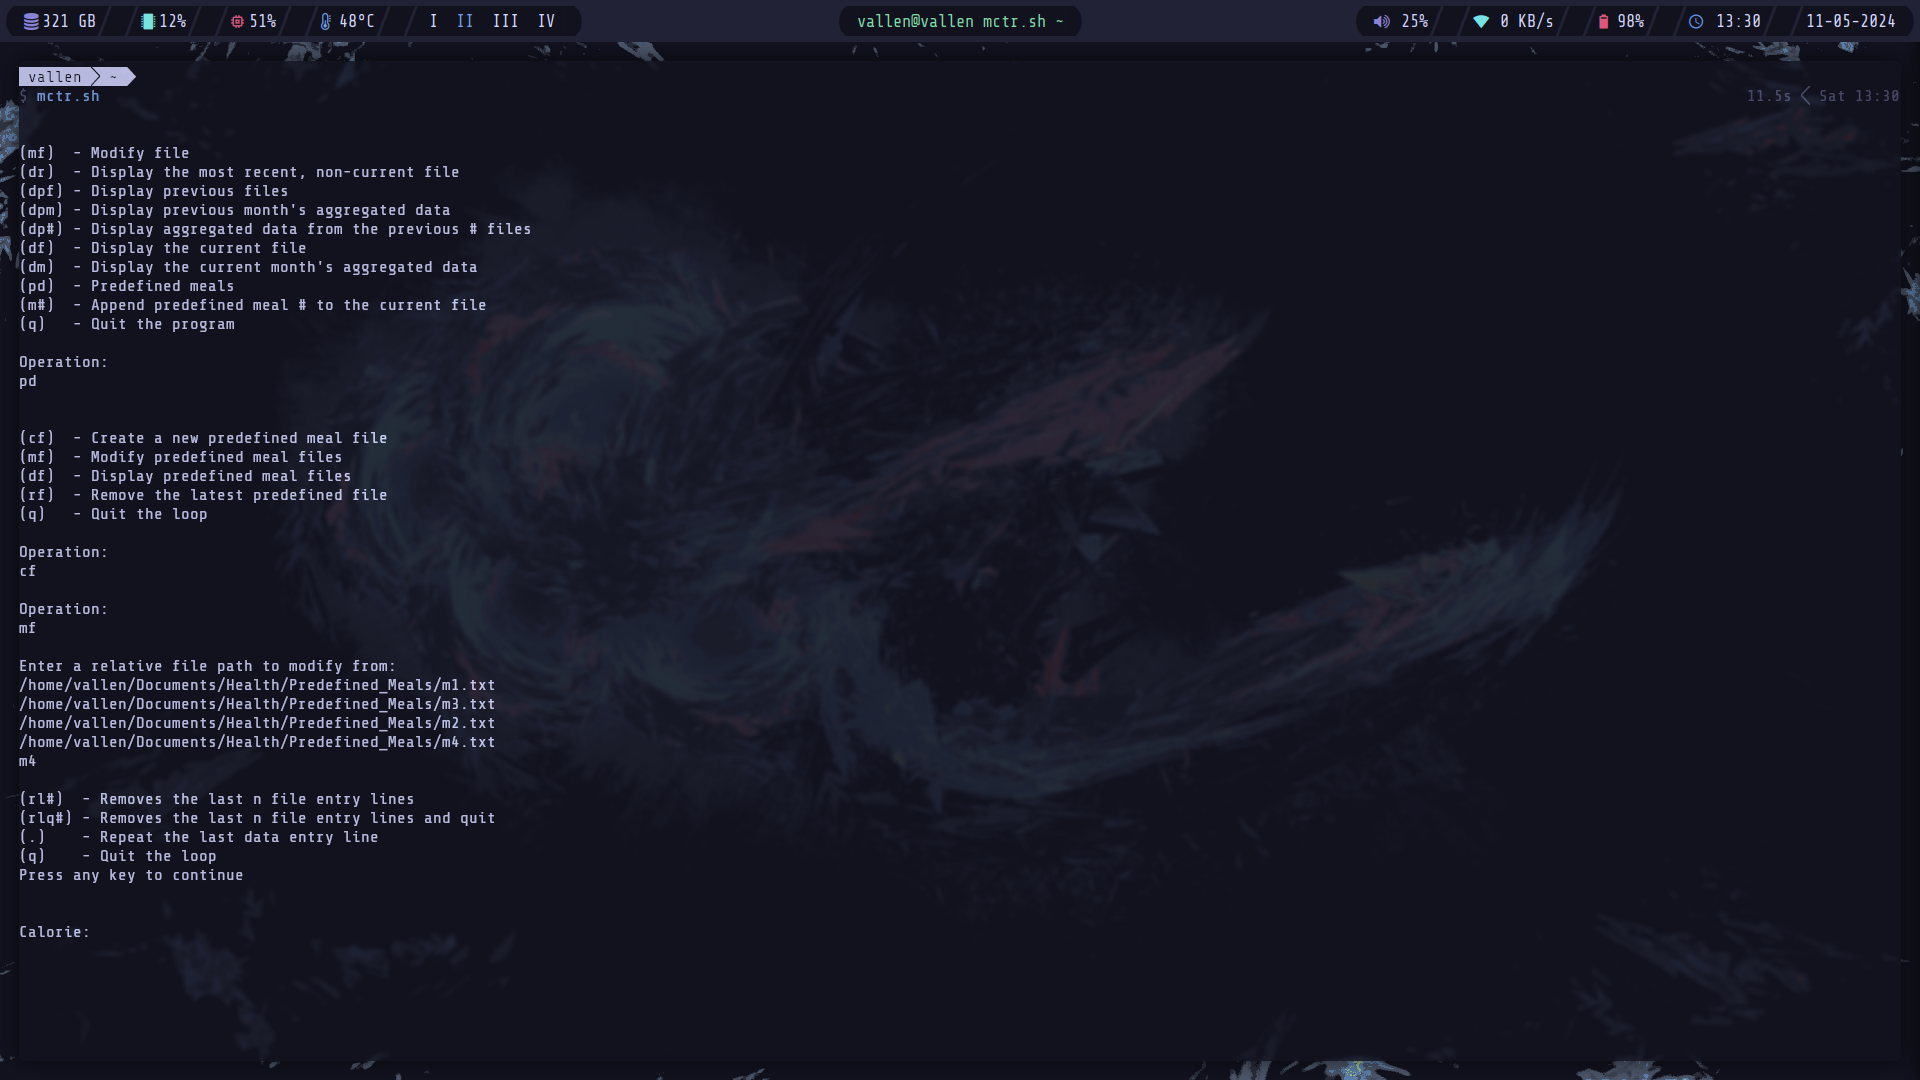 321 GB 12% 51% 48°C I II III IV vallen@vallen mctr.sh ~ 25% 0 KB/s 98% 13:30 11-05-2024
vallen ~
$ mctr.sh 11.5s Sat 13:30
(mf)  - Modify file
(dr)  - Display the most recent, non-current file
(dpf) - Display previous files
(dpm) - Display previous month's aggregated data
(dp#) - Display aggregated data from the previous # files
(df)  - Display the current file
(dm)  - Display the current month's aggregated data
(pd)  - Predefined meals
(m#)  - Append predefined meal # to the current file
(q)   - Quit the program
Operation:
pd
(cf)  - Create a new predefined meal file
(mf)  - Modify predefined meal files
(df)  - Display predefined meal files
(rf)  - Remove the latest predefined file
(q)   - Quit the loop
Operation:
cf
Operation:
mf
Enter a relative file path to modify from:
/home/vallen/Documents/Health/Predefined_Meals/m1.txt
/home/vallen/Documents/Health/Predefined_Meals/m3.txt
/home/vallen/Documents/Health/Predefined_Meals/m2.txt
/home/vallen/Documents/Health/Predefined_Meals/m4.txt
m4
(rl#)  - Removes the last n file entry lines
(rlq#) - Removes the last n file entry lines and quit
(.)    - Repeat the last data entry line
(q)    - Quit the loop
Press any key to continue
Calorie: